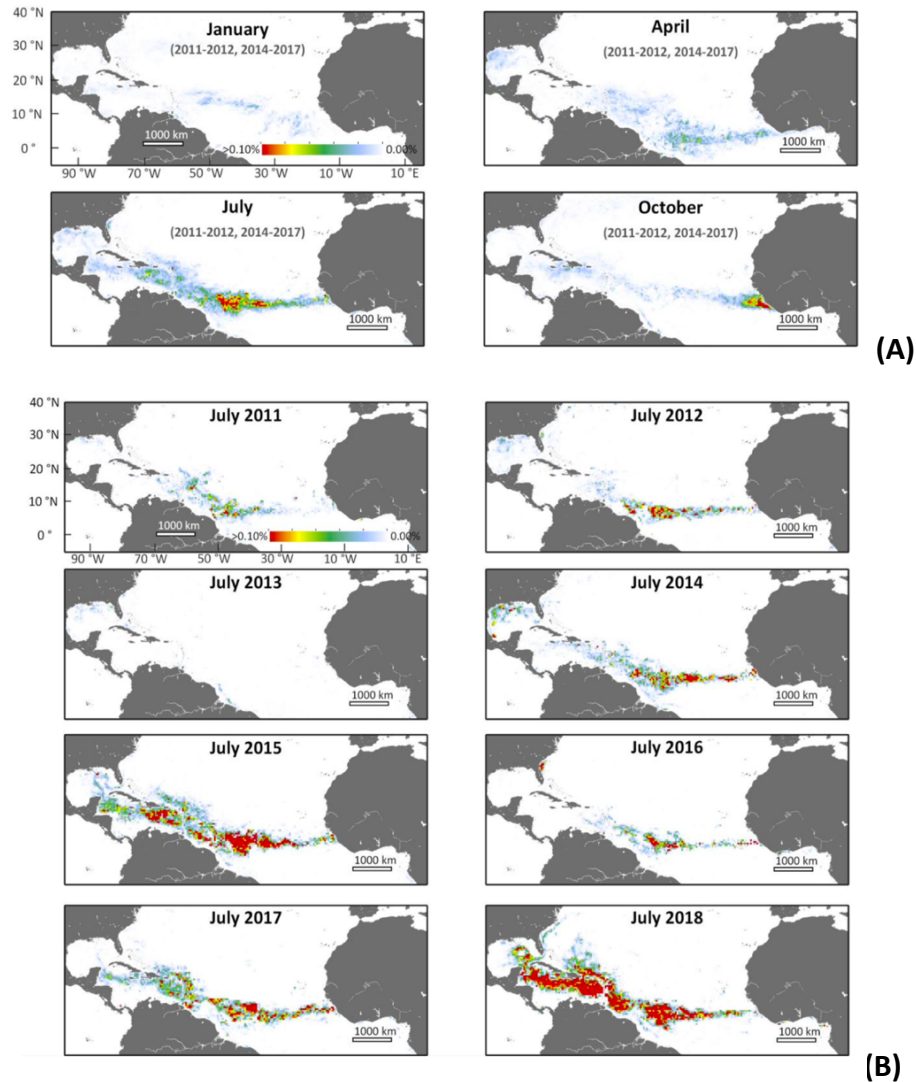 40 °N
30 °N
20 °N
10 °N
0 °
January
(2011-2012, 2014-2017)
1000 km
>0.10%
0.00%
90 °W 70 °W 50 °W 30 °W 10 °W 10 °E
April
(2011-2012, 2014-2017)
1000 km
July
(2011-2012, 2014-2017)
1000 km
October
(2011-2012, 2014-2017)
1000 km
(A)
40 °N
30 °N
20 °N
10 °N
0 °
July 2011
1000 km
>0.10%
0.00%
90 °W 70 °W 50 °W 30 °W 10 °W 10 °E
July 2012
1000 km
July 2013
1000 km
July 2014
1000 km
July 2015
1000 km
July 2016
1000 km
July 2017
1000 km
July 2018
1000 km
(B)